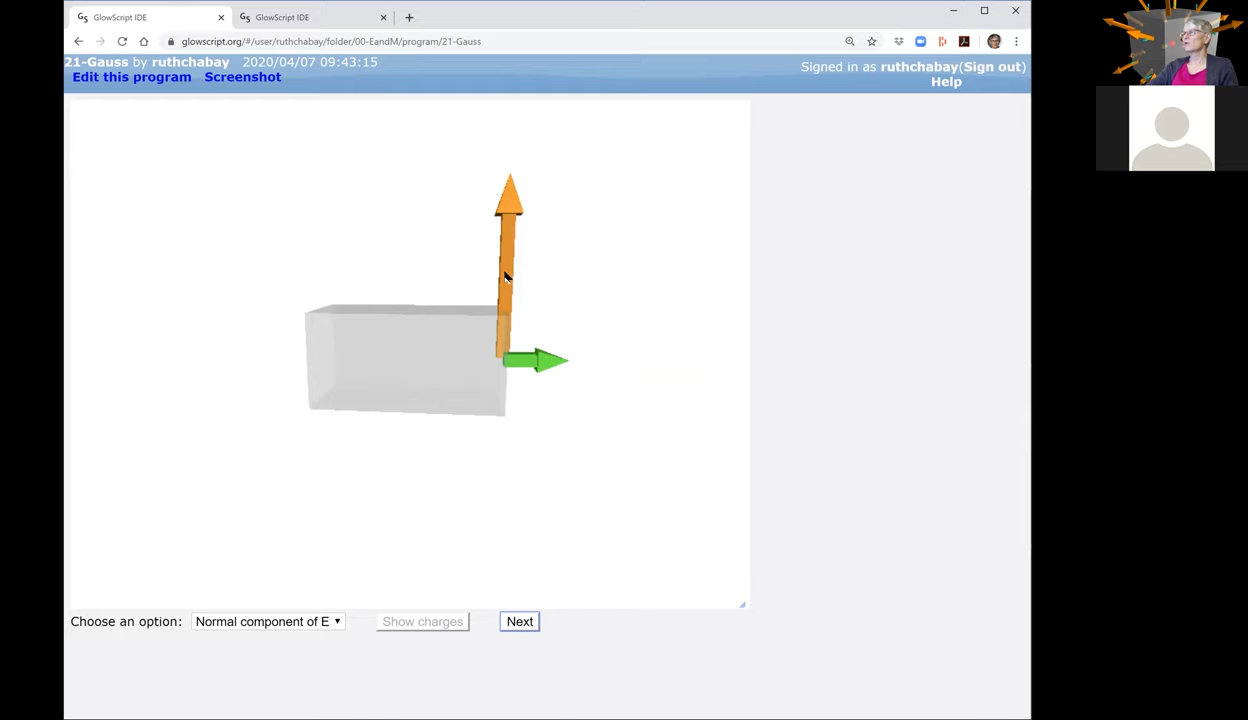 GlowScript IDE
GlowScript IDE
glowscript.org/#/user/ruthchabay/folder/00-EandM/program/21-Gauss
21-Gauss by ruthchabay 2020/04/07 09:43:15
Signed in as ruthchabay(Sign out)
Edit this program Screenshot
Help
Choose an option: Normal component of E Show charges Next